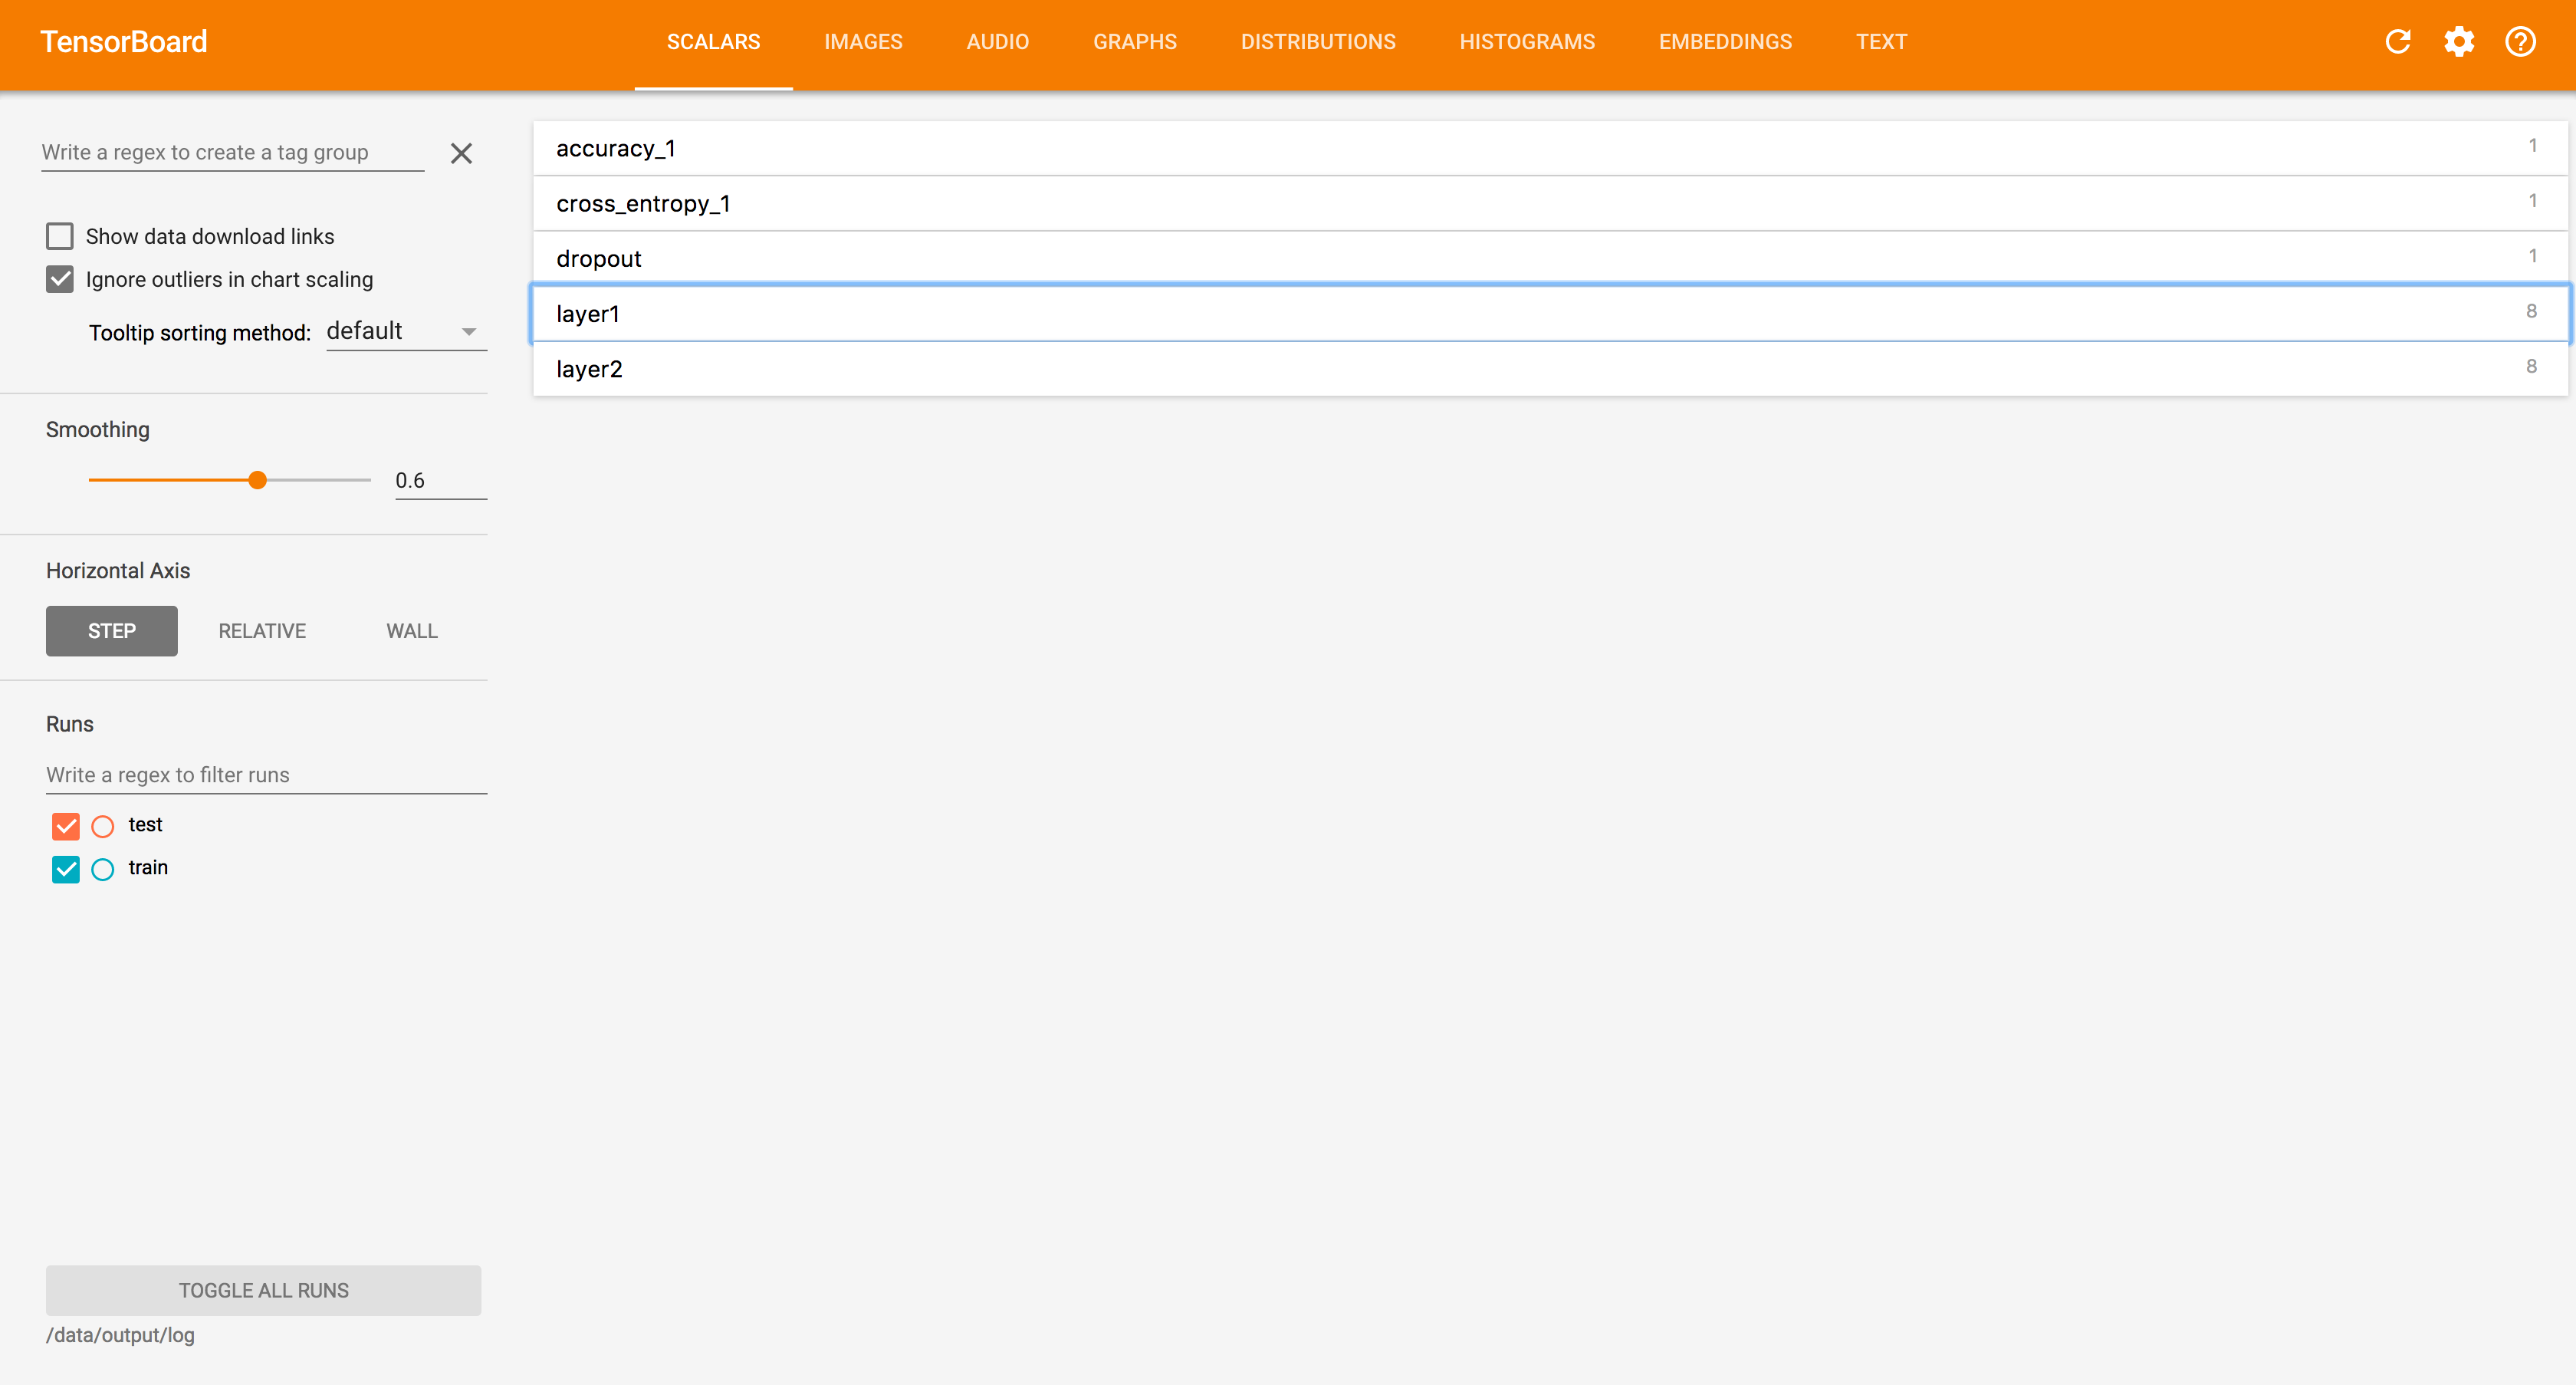 TensorBoard
SCALARS IMAGES AUDIO GRAPHS DISTRIBUTIONS HISTOGRAMS EMBEDDINGS TEXT
Write a regex to create a tag group
Show data download links
Ignore outliers in chart scaling
Tooltip sorting method: default
Smoothing
0.6
Horizontal Axis
STEP RELATIVE WALL
Runs
Write a regex to filter runs
test
train
TOGGLE ALL RUNS
/data/output/log
accuracy_1 1
cross_entropy_1 1
dropout 1
layer1 8
layer2 8